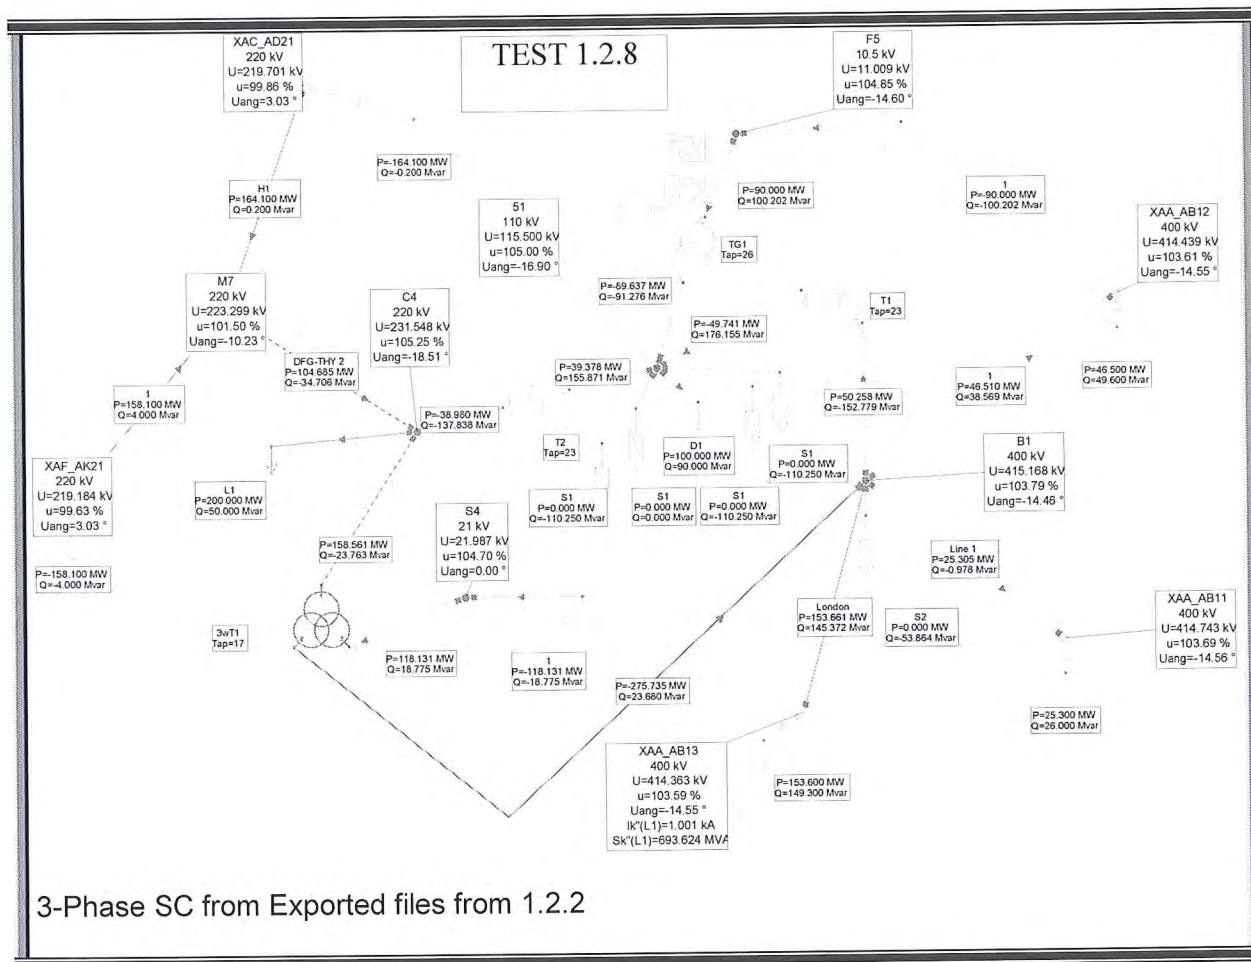 TEST 1.2.8
XAC_AD21
220 kV
U=219.701 kV
u=99.86 %
Uang=3.03 °
F5
10.5 kV
U=11.009 kV
u=104.85 %
Uang=-14.60 °
P=-164.100 MW
Q=-0.200 Mvar
H1
P=164.100 MW
Q=0.200 Mvar
51
110 kV
U=115.500 kV
u=105.00 %
Uang=-16.90 °
P=90.000 MW
Q=100.202 Mvar
1
P=-90.000 MW
Q=-100.202 Mvar
XAA_AB12
400 kV
U=414.439 kV
u=103.61 %
Uang=-14.55 °
TG1
Tap=26
M7
220 kV
U=223.299 kV
u=101.50 %
Uang=-10.23 °
C4
220 kV
U=231.548 kV
u=105.25 %
Uang=-18.51 °
P=-89.637 MW
Q=-91.276 Mvar
T1
Tap=23
P=-49.741 MW
Q=176.155 Mvar
DFG-THY 2
P=104.685 MW
Q=-34.706 Mvar
P=39.378 MW
Q=155.871 Mvar
1
P=46.510 MW
Q=38.569 Mvar
P=46.500 MW
Q=49.600 Mvar
1
P=158.100 MW
Q=4.000 Mvar
P=-38.980 MW
Q=-137.838 Mvar
P=50.258 MW
Q=-152.779 Mvar
T2
Tap=23
D1
P=100.000 MW
Q=90.000 Mvar
S1
P=0.000 MW
Q=-110.250 Mvar
B1
400 kV
U=415.168 kV
u=103.79 %
Uang=-14.46 °
XAF_AK21
220 kV
U=219.184 kV
u=99.63 %
Uang=3.03 °
L1
P=200.000 MW
Q=50.000 Mvar
S4
21 kV
U=21.987 kV
u=104.70 %
Uang=0.00 °
S1
P=0.000 MW
Q=-110.250 Mvar
S1
P=0.000 MW
Q=0.000 Mvar
S1
P=0.000 MW
Q=-110.250 Mvar
P=158.561 MW
Q=-23.763 Mvar
Line 1
P=25.305 MW
Q=-0.978 Mvar
P=-158.100 MW
Q=-4.000 Mvar
London
P=153.661 MW
Q=145.372 Mvar
S2
P=0.000 MW
Q=-53.864 Mvar
XAA_AB11
400 kV
U=414.743 kV
u=103.69 %
Uang=-14.56 °
3wT1
Tap=17
P=118.131 MW
Q=18.775 Mvar
1
P=-118.131 MW
Q=-18.775 Mvar
P=-275.735 MW
Q=23.680 Mvar
P=25.300 MW
Q=26.000 Mvar
XAA_AB13
400 kV
U=414.363 kV
u=103.59 %
Uang=-14.55 °
Ik"(L1)=1.001 kA
Sk"(L1)=693.624 MVA
P=153.600 MW
Q=149.300 Mvar
3-Phase SC from Exported files from 1.2.2